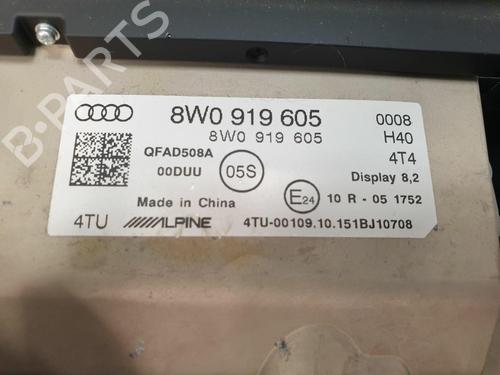 8W0 919 605 0008
8W0 919 605 H40
QFAD508A 4T4
00DUU 05S Display 8,2
Made in China E24 10 R - 05 1752
4TU ALPINE 4TU-00109.10.151BJ10708
B-Parts